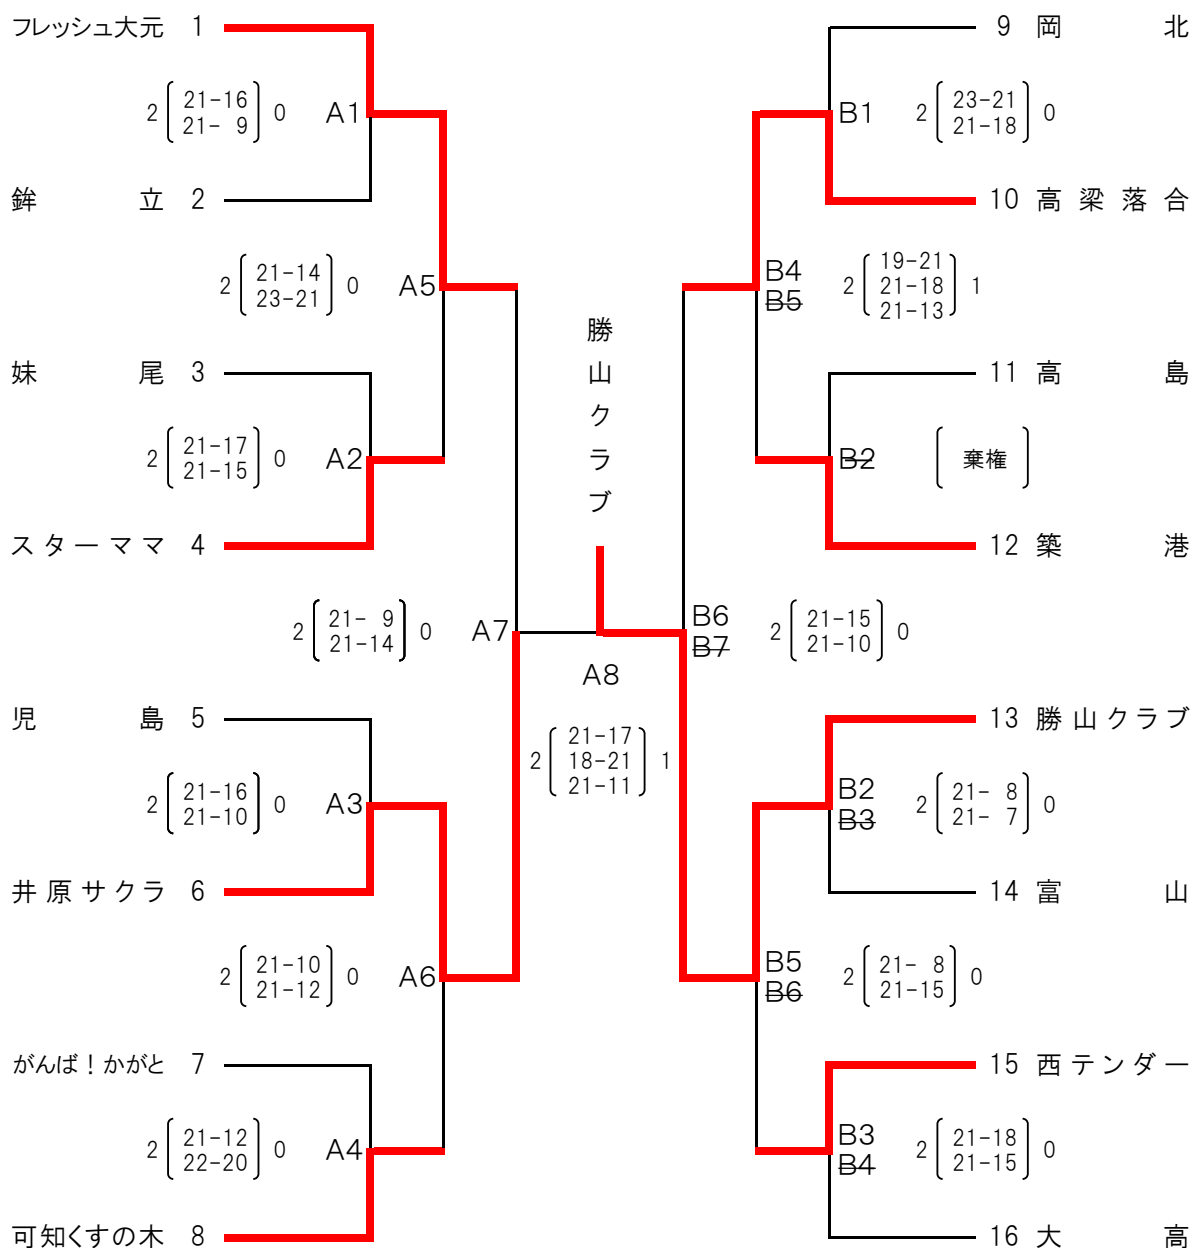 フレッシュ大元 1
2 21-16 0 A1
21- 9
鉾立 2
2 21-14 0 A5
23-21
妹尾 3
2 21-17 0 A2
21-15
スターママ 4
2 21- 9 0 A7
21-14
児島 5
2 21-16 0 A3
21-10
井原サクラ 6
2 21-10 0 A6
21-12
がんば！かがと 7
2 21-12 0 A4
22-20
可知くすの木 8
勝山クラブ
A8
21-17
2 18-21 1
21-11
9 岡北
B1 2 23-21 0
21-18
10 高梁落合
B4 19-21
B5 2 21-18 1
21-13
11 高島
B2 棄権
12 築港
B6 2 21-15 0
B7 21-10
13 勝山クラブ
B2 2 21- 8 0
B3 21- 7
14 富山
B5 2 21- 8 0
B6 21-15
15 西テンダー
B3 2 21-18 0
B4 21-15
16 大高